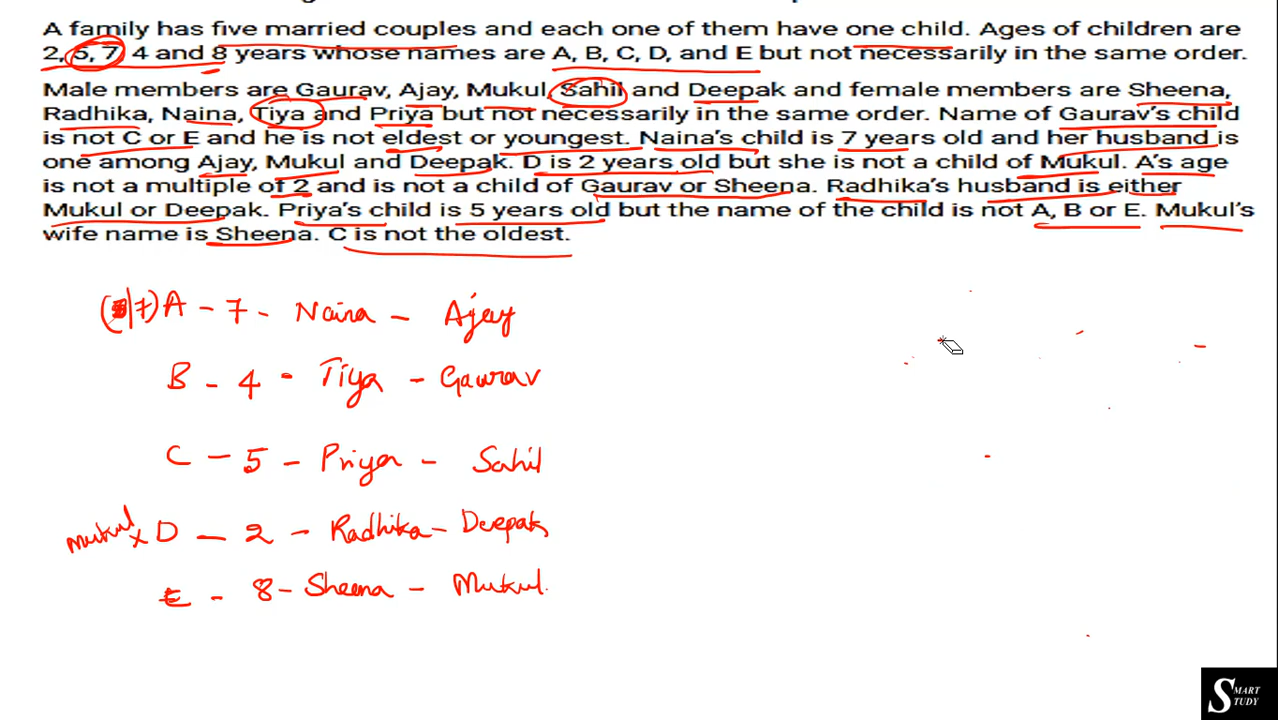 A family has five married couples and each one of them have one child. Ages of children are
2, 5, 7, 4 and 8 years whose names are A, B, C, D, and E but not necessarily in the same order.
Male members are Gaurav, Ajay, Mukul, Sahil and Deepak and female members are Sheena,
Radhika, Naina, Tiya and Priya but not necessarily in the same order. Name of Gaurav's child
is not C or E and he is not eldest or youngest. Naina's child is 7 years old and her husband is
one among Ajay, Mukul and Deepak. D is 2 years old but she is not a child of Mukul. A's age
is not a multiple of 2 and is not a child of Gaurav or Sheena. Radhika's husband is either
Mukul or Deepak. Priya's child is 5 years old but the name of the child is not A, B or E. Mukul's
wife name is Sheena. C is not the oldest.
(5/7) A - 7 - Naina - Ajay
B - 4 - Tiya - Gaurav
C - 5 - Priya - Sahil
Mukul x D - 2 - Radhika - Deepak
E - 8 - Sheena - Mukul.
SMART
STUDY